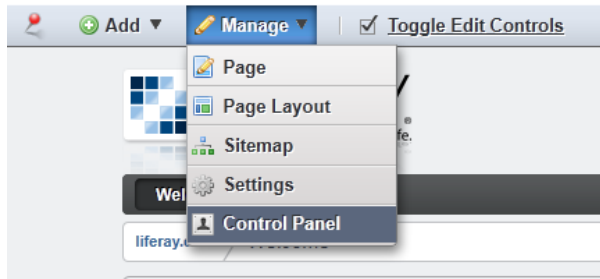 Add ▼ Manage ▼ Toggle Edit Controls
Page
Page Layout
Sitemap
Settings
Control Panel
liferay.